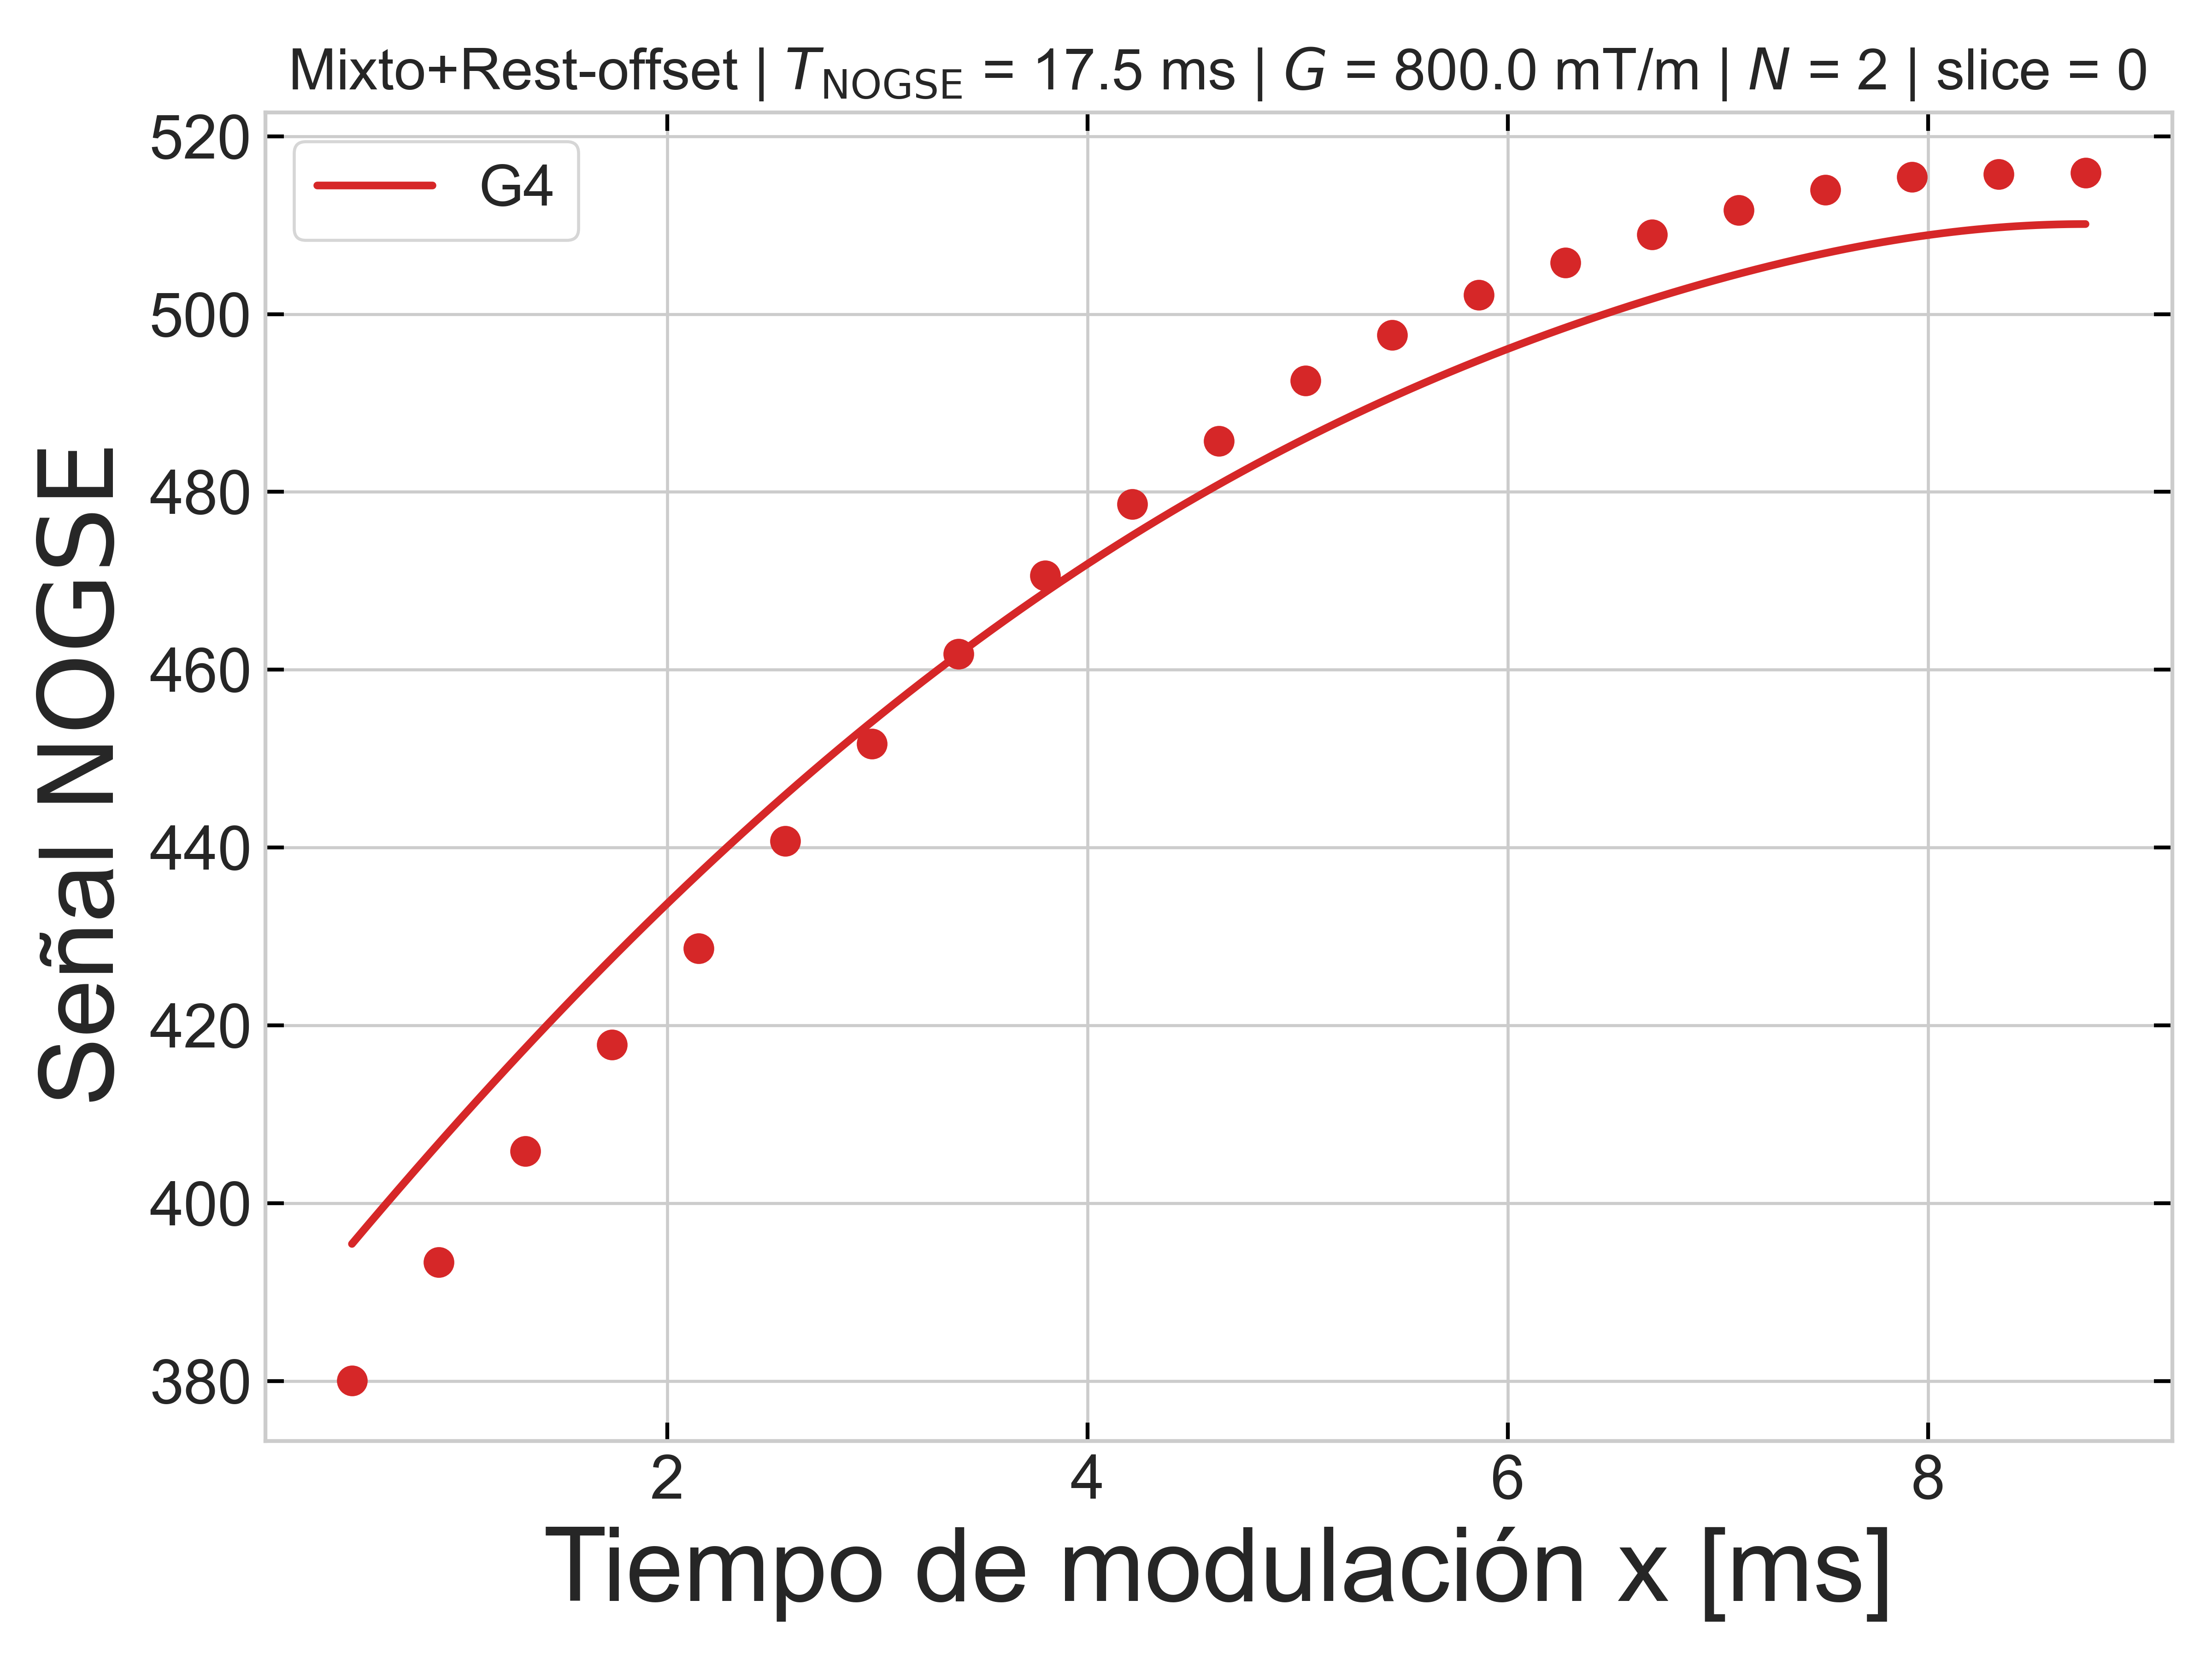 Mixto+Rest-offset | T_NOGSE = 17.5 ms | G = 800.0 mT/m | N = 2 | slice = 0
G4
520
500
480
460
440
420
400
380
Señal NOGSE
2 4 6 8
Tiempo de modulación x [ms]